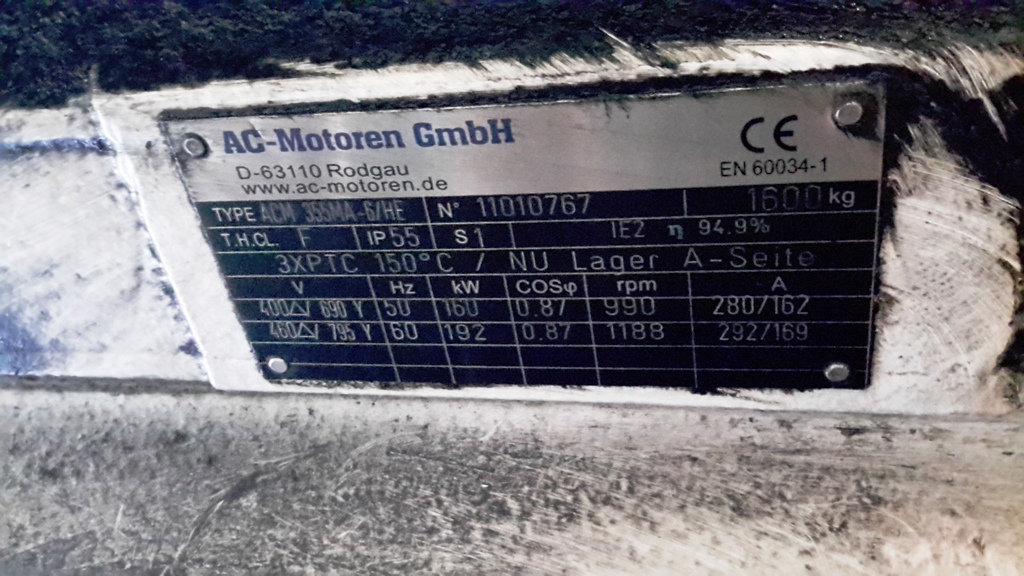 AC-Motoren GmbH
CE
D-63110 Rodgau
EN 60034-1
www.ac-motoren.de
TYPE ACM 355MA-6/HE N° 11010767 1600 kg
T.H.CL. F IP55 S1 IE2 η 94.9%
3XPTC 150°C / NU Lager A-Seite
V Hz kW COSφ rpm A
400△/ 690 Y 50 160 0.87 990 280/162
460△/ 795 Y 60 192 0.87 1188 292/169